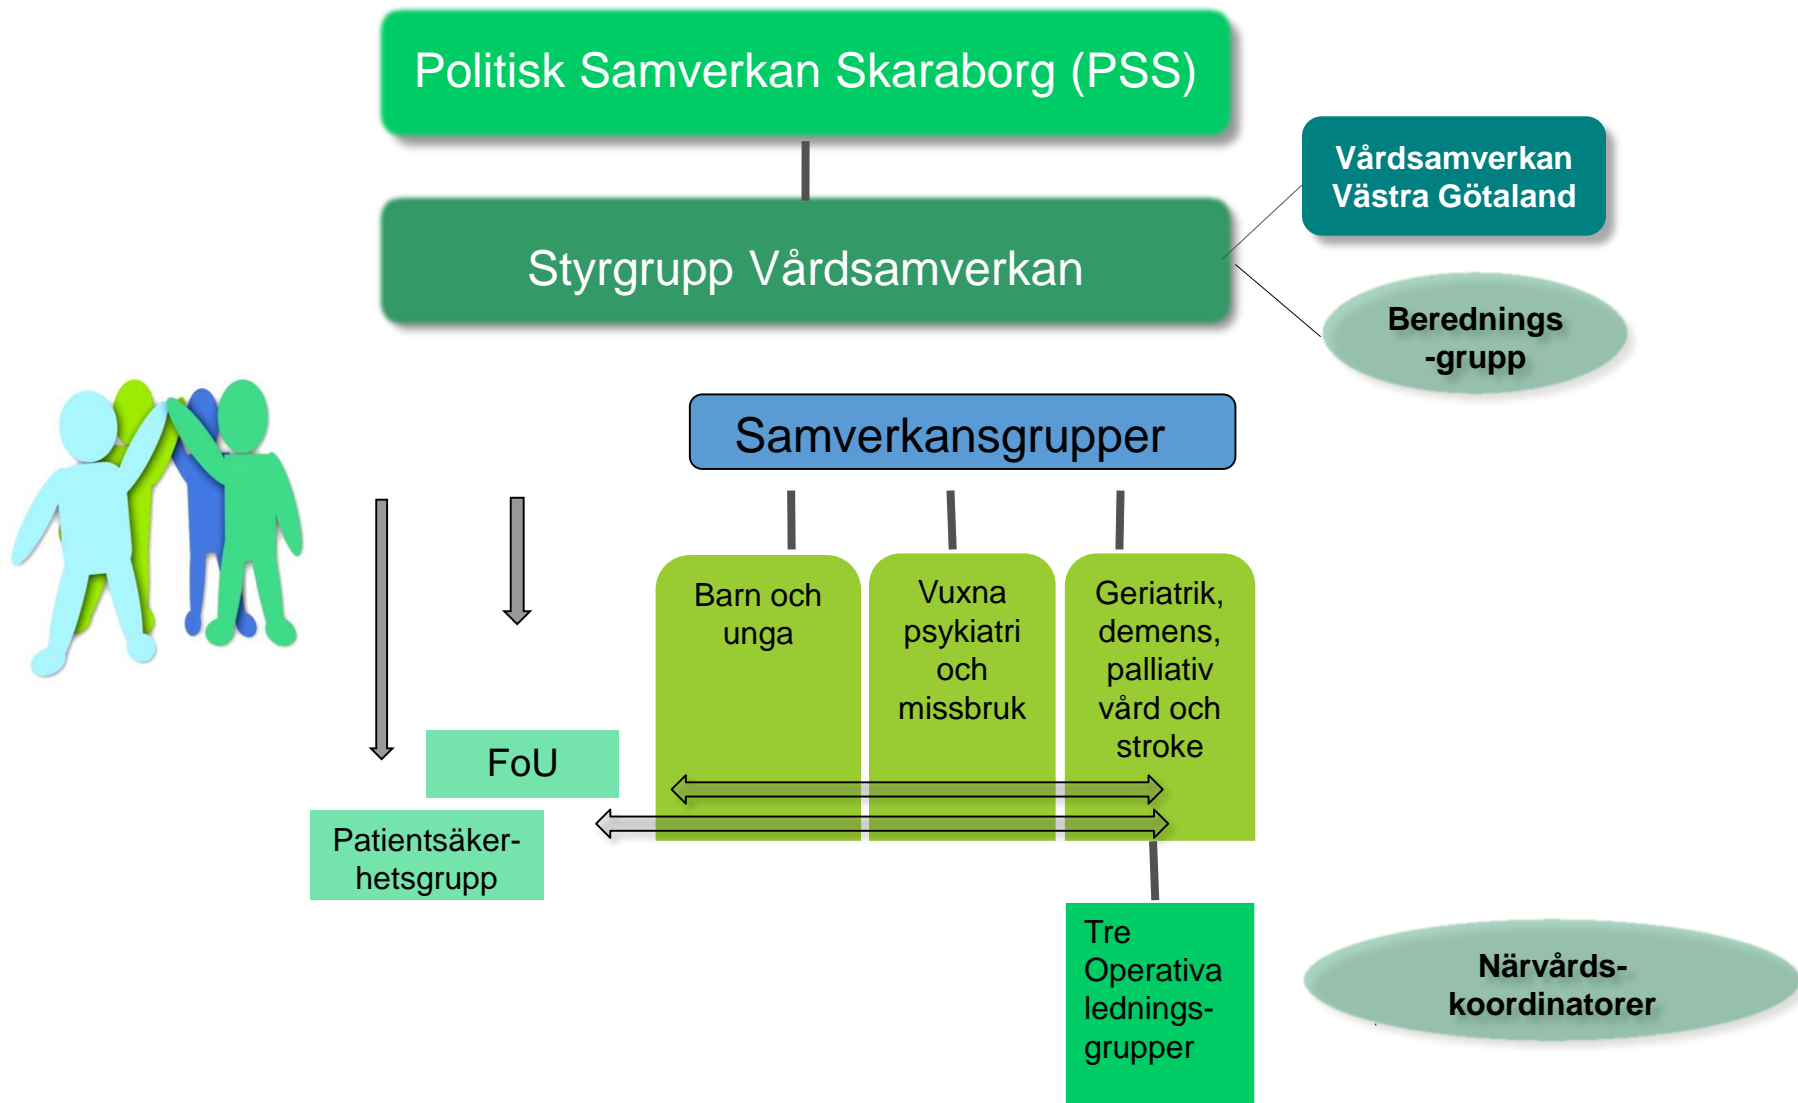 Politisk Samverkan Skaraborg (PSS)
Vårdsamverkan
Västra Götaland
Styrgrupp Vårdsamverkan
Berednings
-grupp
Samverkansgrupper
Barn och
unga
Vuxna
psykiatri
och
missbruk
Geriatrik,
demens,
palliativ
vård och
stroke
FoU
Patientsäker-
hetsgrupp
Tre
Operativa
lednings-
grupper
Närvårds-
koordinatorer